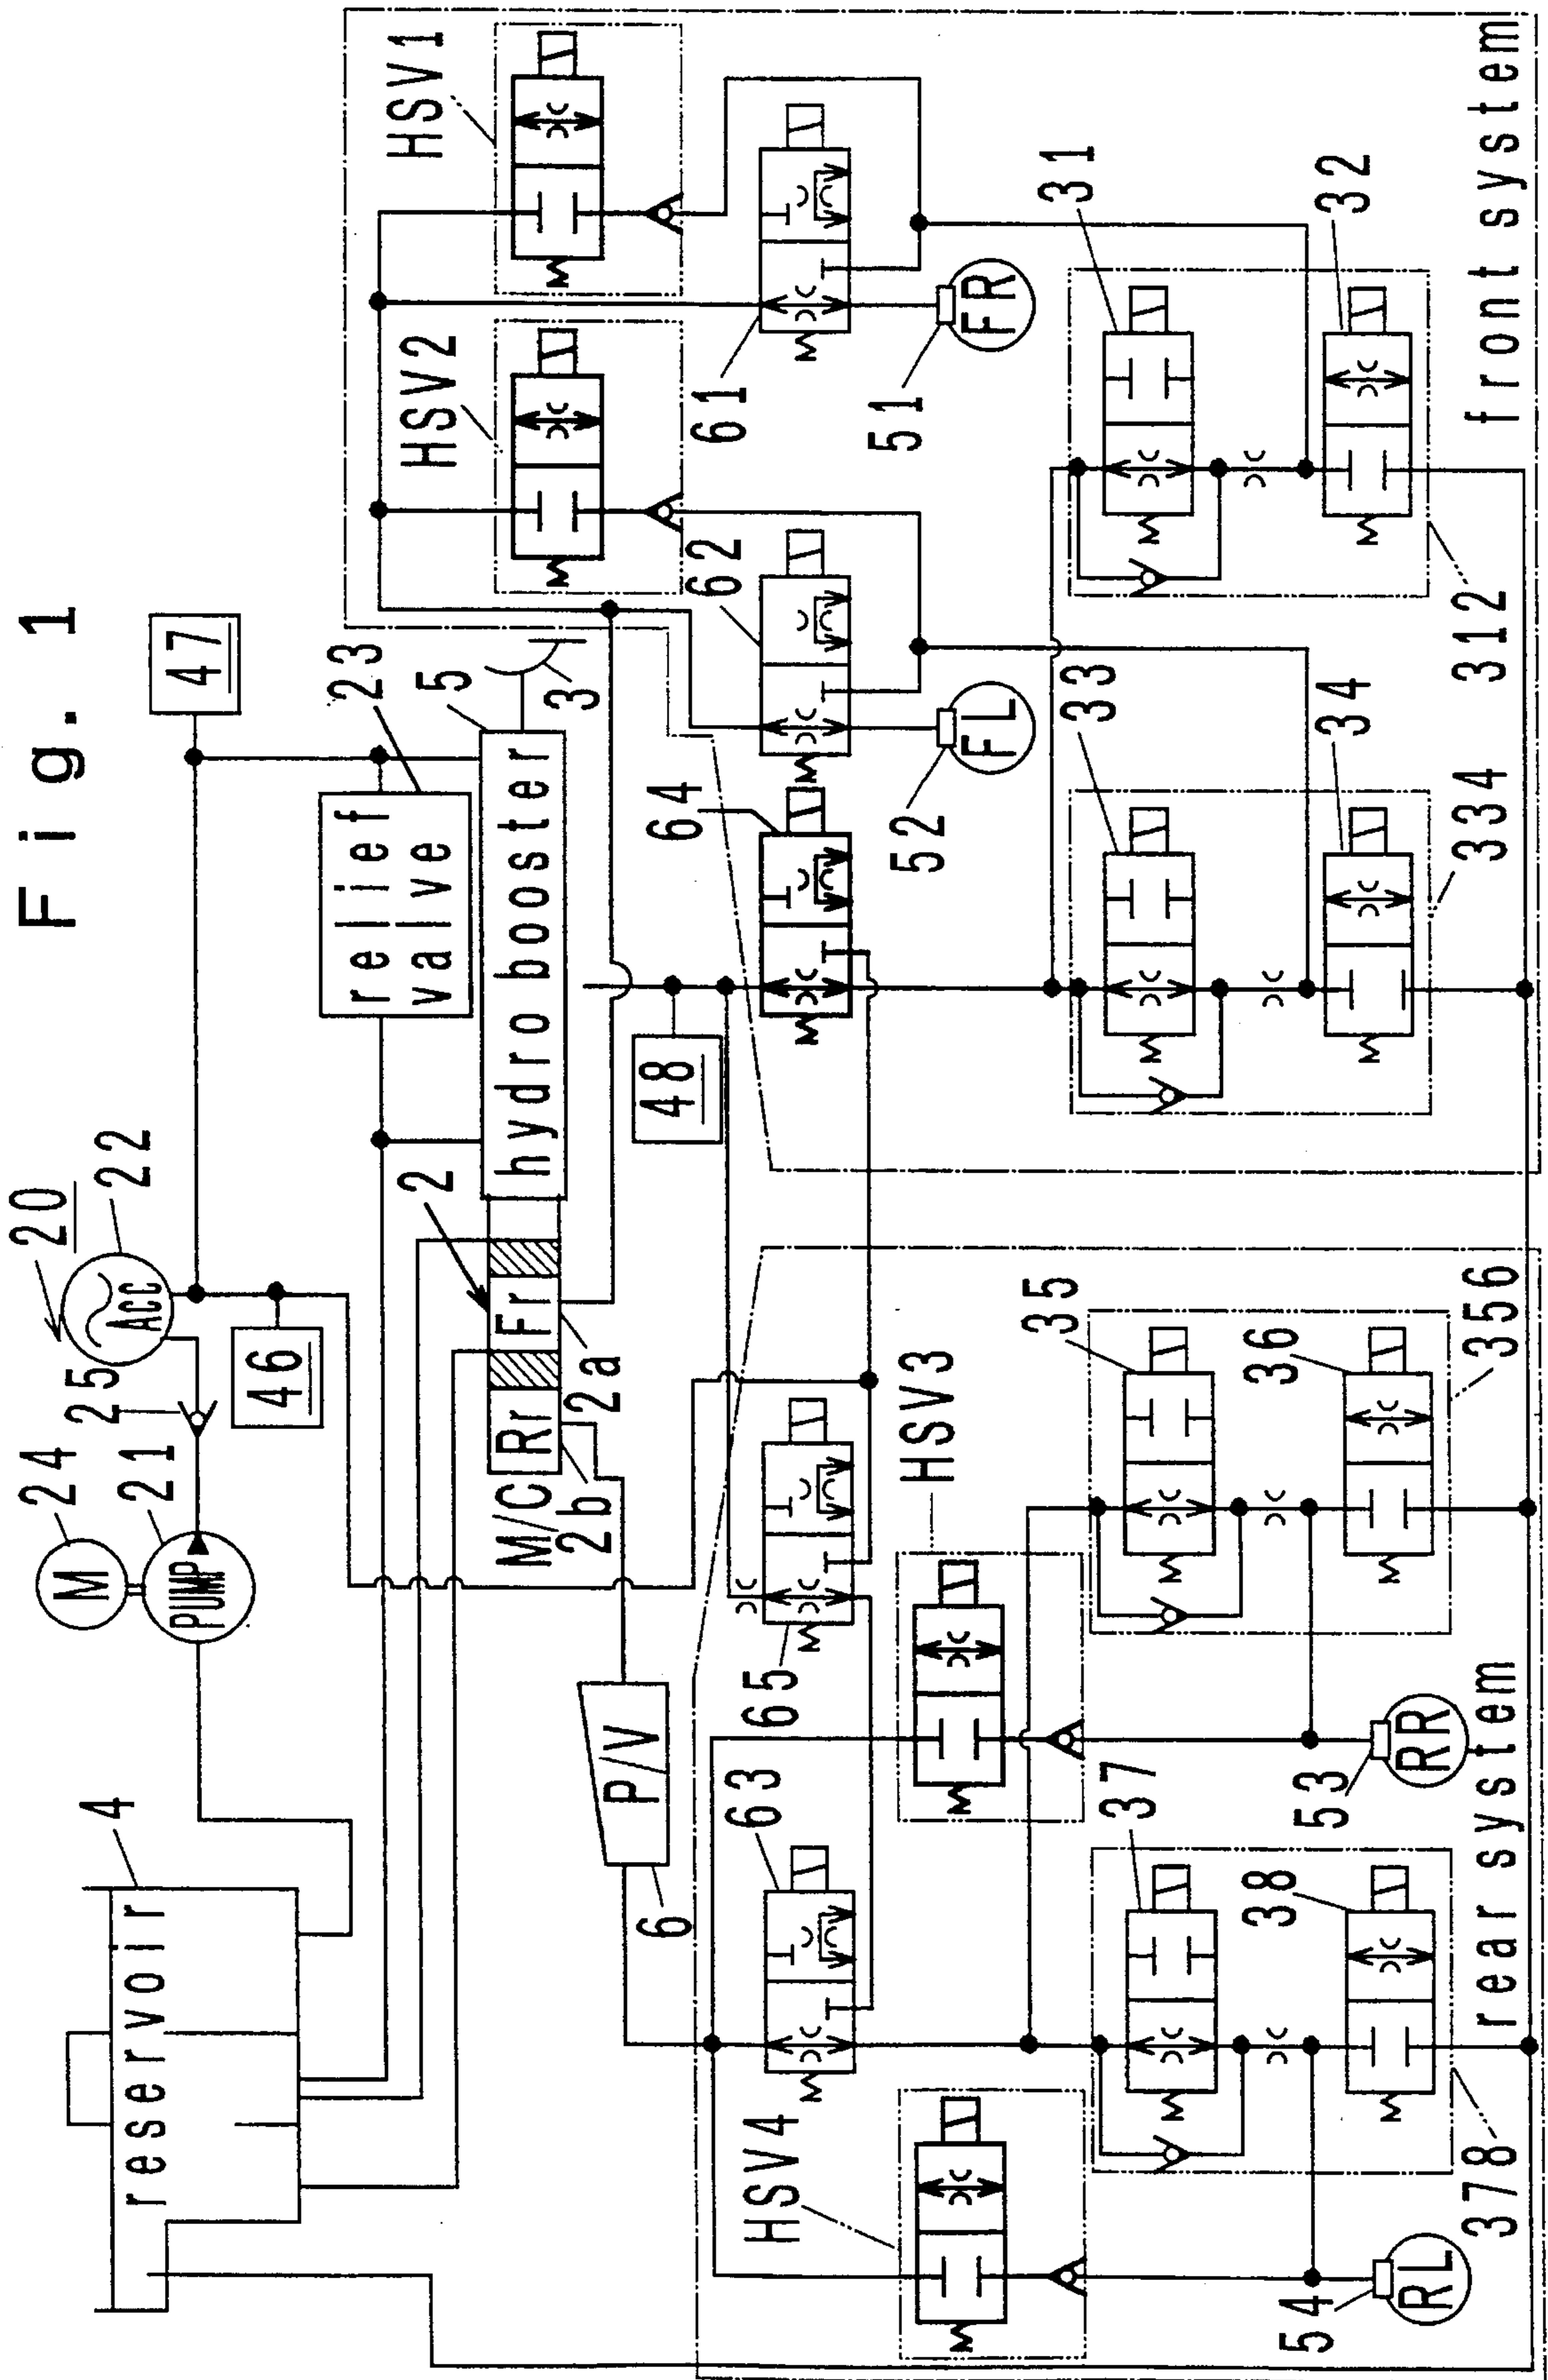 Fig. 1
20
24
M
21
PUMP
25
Acc
22
46
47
4
reservoir
relief
valve
23
5
hydro booster
3
2
Fr
Rr
M/C
2a
2b
P/V
6
48
HSV1
HSV2
61
62
64
51
FR
52
FL
31
32
312
33
34
334
front system
65
63
HSV3
HSV4
35
36
356
37
38
378
53
RR
54
RL
rear system